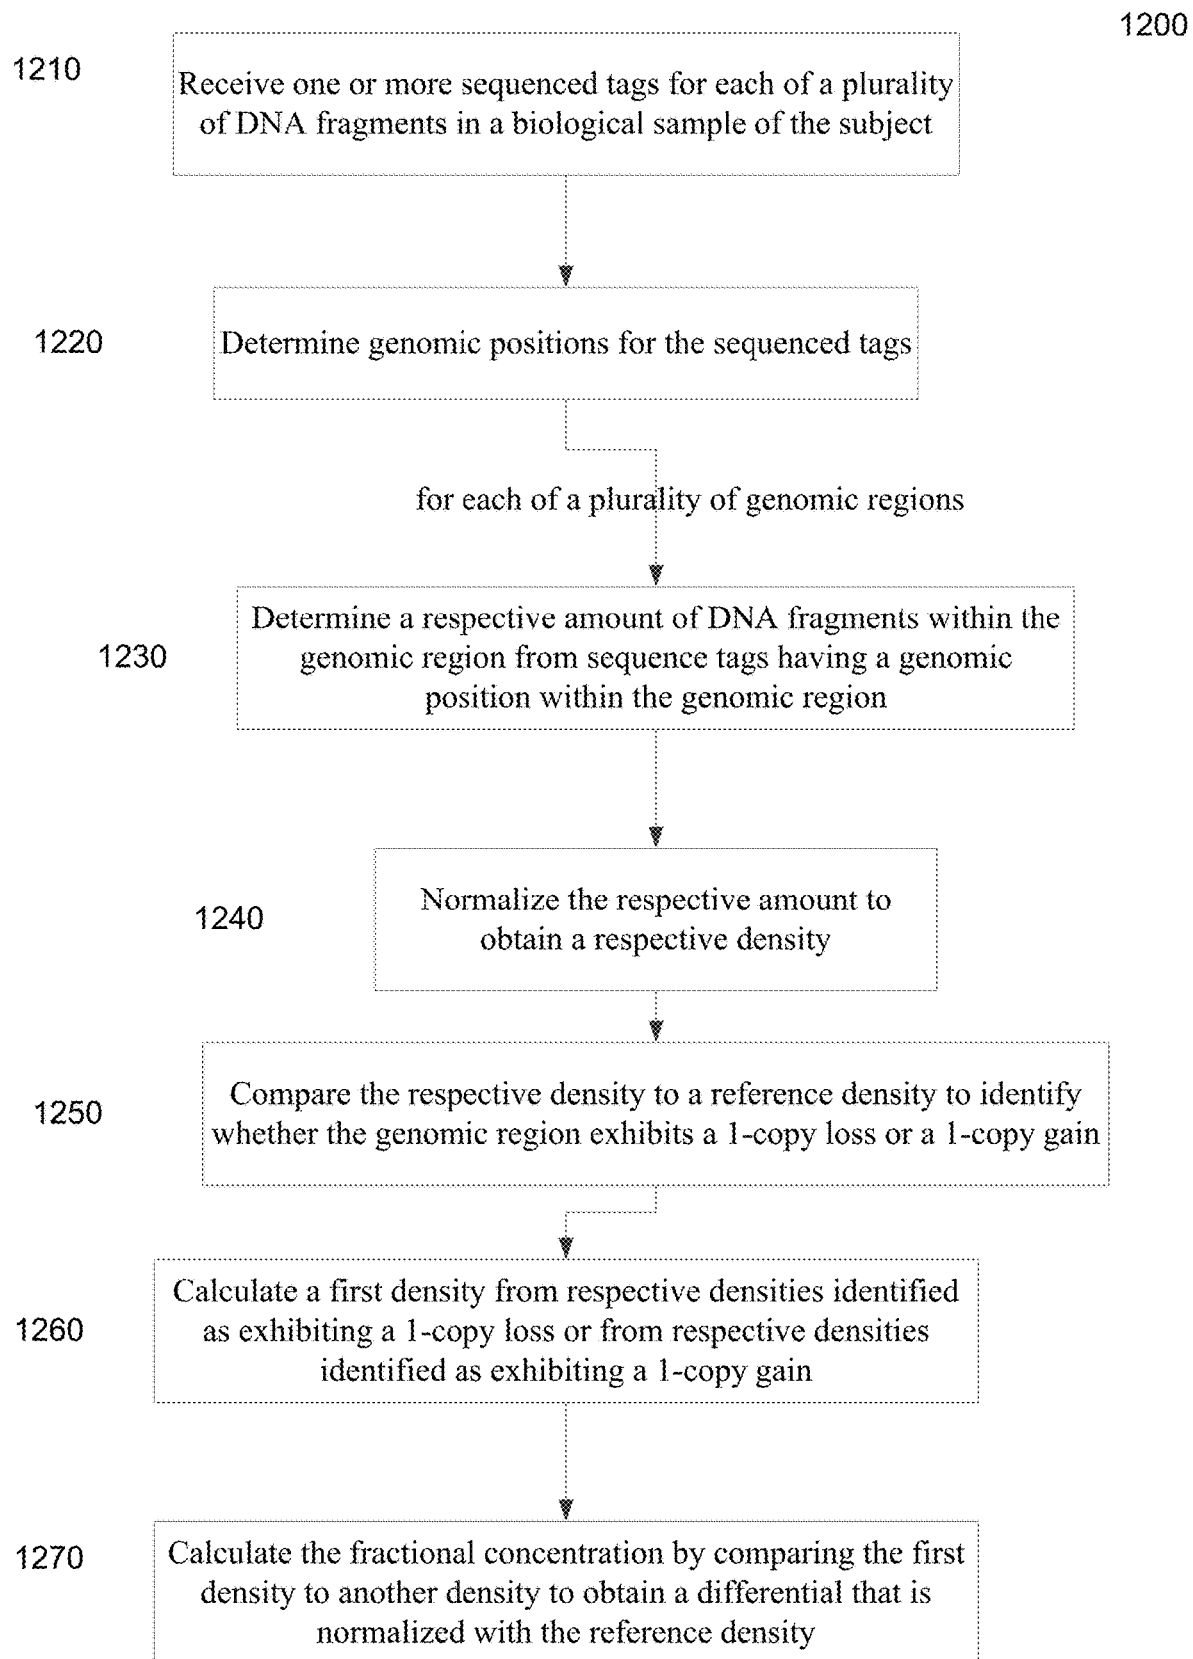 1200
1210
Receive one or more sequenced tags for each of a plurality
of DNA fragments in a biological sample of the subject
1220
Determine genomic positions for the sequenced tags
for each of a plurality of genomic regions
1230
Determine a respective amount of DNA fragments within the
genomic region from sequence tags having a genomic
position within the genomic region
1240
Normalize the respective amount to
obtain a respective density
1250
Compare the respective density to a reference density to identify
whether the genomic region exhibits a 1-copy loss or a 1-copy gain
1260
Calculate a first density from respective densities identified
as exhibiting a 1-copy loss or from respective densities
identified as exhibiting a 1-copy gain
1270
Calculate the fractional concentration by comparing the first
density to another density to obtain a differential that is
normalized with the reference density